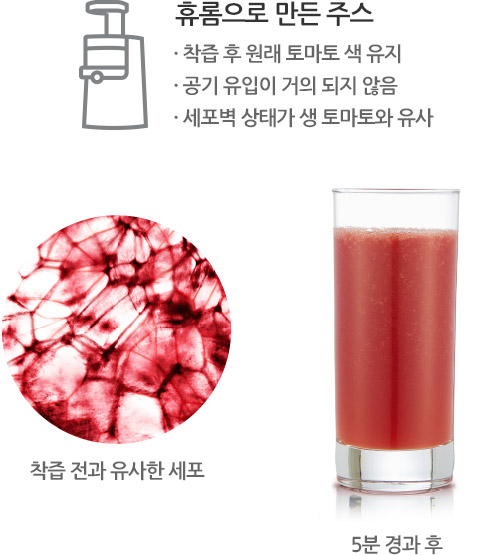 휴롬으로 만든 주스
· 착즙 후 원래 토마토 색 유지
· 공기 유입이 거의 되지 않음
· 세포벽 상태가 생 토마토와 유사
착즙 전과 유사한 세포
5분 경과 후